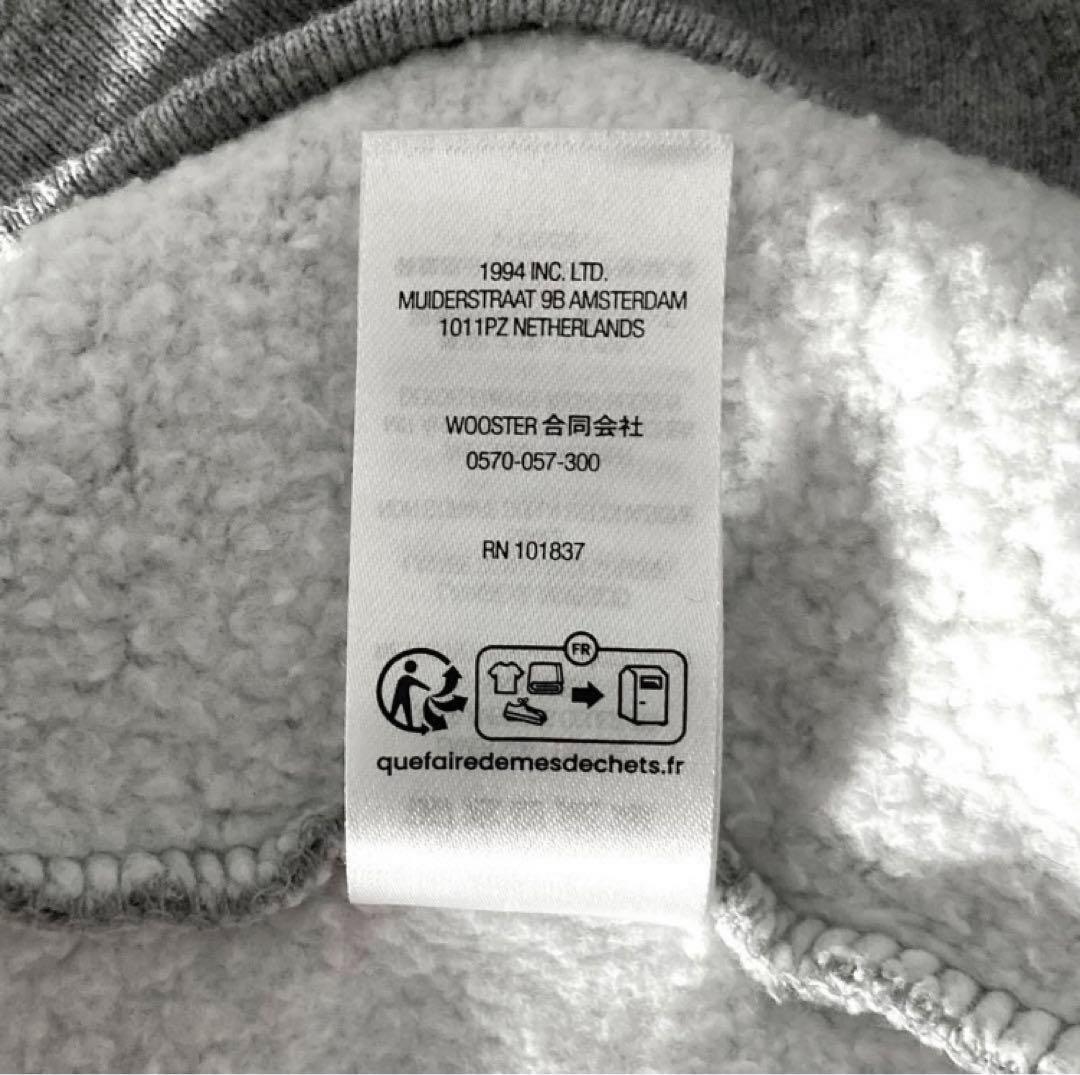 1994 INC. LTD.
MUIDERSTRAAT 9B AMSTERDAM
1011PZ NETHERLANDS
WOOSTER 合同会社
0570-057-300
RN 101837
FR
quefairedemesdechets.fr